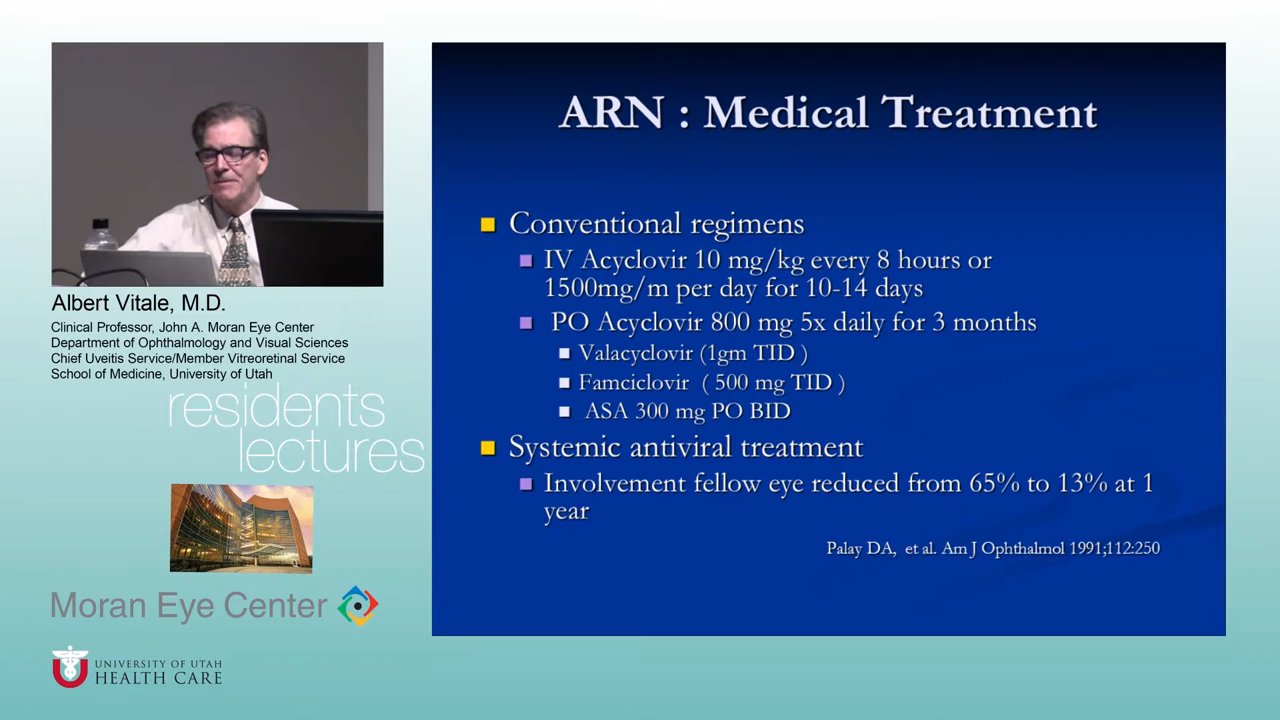 ARN : Medical Treatment
Conventional regimens
IV Acyclovir 10 mg/kg every 8 hours or
1500mg/m per day for 10-14 days
PO Acyclovir 800 mg 5x daily for 3 months
Valacyclovir (1gm TID )
Famciclovir ( 500 mg TID )
ASA 300 mg PO BID
Systemic antiviral treatment
Involvement fellow eye reduced from 65% to 13% at 1
year
Palay DA, et al. Am J Ophthalmol 1991;112:250
Albert Vitale, M.D.
Clinical Professor, John A. Moran Eye Center
Department of Ophthalmology and Visual Sciences
Chief Uveitis Service/Member Vitreoretinal Service
School of Medicine, University of Utah
residents
lectures
Moran Eye Center
UNIVERSITY OF UTAH
HEALTH CARE